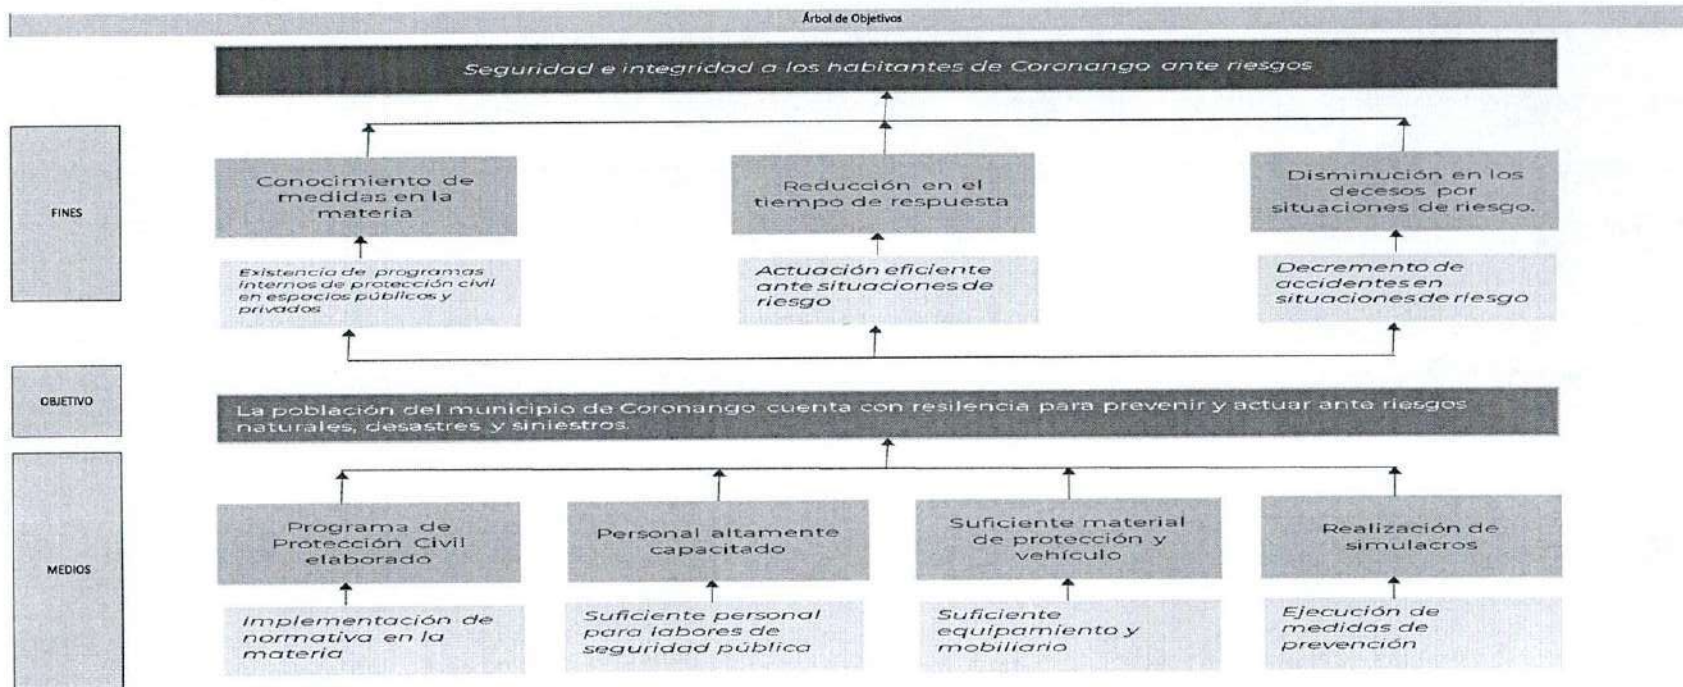 Árbol de Objetivos
Seguridad e integridad a los habitantes de Coronango ante riesgos
FINES
Conocimiento de
medidas en la
materia
Reducción en el
tiempo de respuesta
Disminución en los
decesos por
situaciones de riesgo.
Existencia de programas
internos de protección civil
en espacios públicos y
privados
Actuación eficiente
ante situaciones de
riesgo
Decremento de
accidentes en
situaciones de riesgo
OBJETIVO
La población del municipio de Coronango cuenta con resilencia para prevenir y actuar ante riesgos
naturales, desastres y siniestros.
MEDIOS
Programa de
Protección Civil
elaborado
Personal altamente
capacitado
Suficiente material
de protección y
vehículo
Realización de
simulacros
Implementación de
normativa en la
materia
Suficiente personal
para labores de
seguridad pública
Suficiente
equipamiento y
mobiliario
Ejecución de
medidas de
prevención